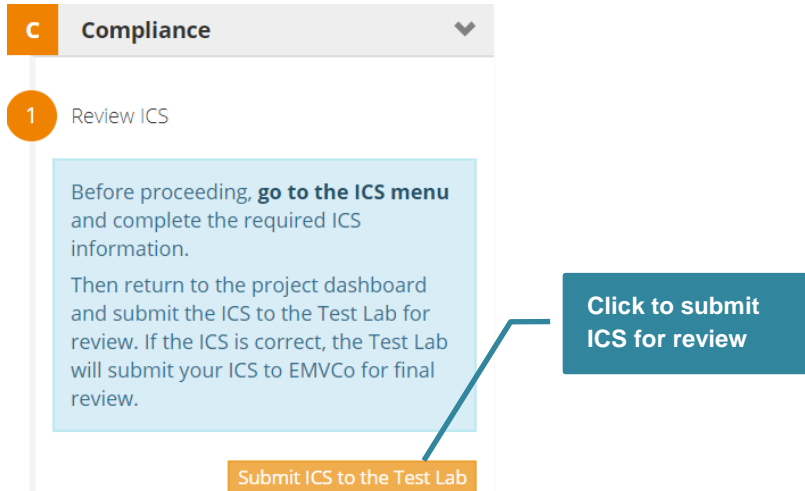 C Compliance
1 Review ICS
Before proceeding, go to the ICS menu
and complete the required ICS
information.
Then return to the project dashboard
and submit the ICS to the Test Lab for
review. If the ICS is correct, the Test Lab
will submit your ICS to EMVCo for final
review.
Click to submit
ICS for review
Submit ICS to the Test Lab